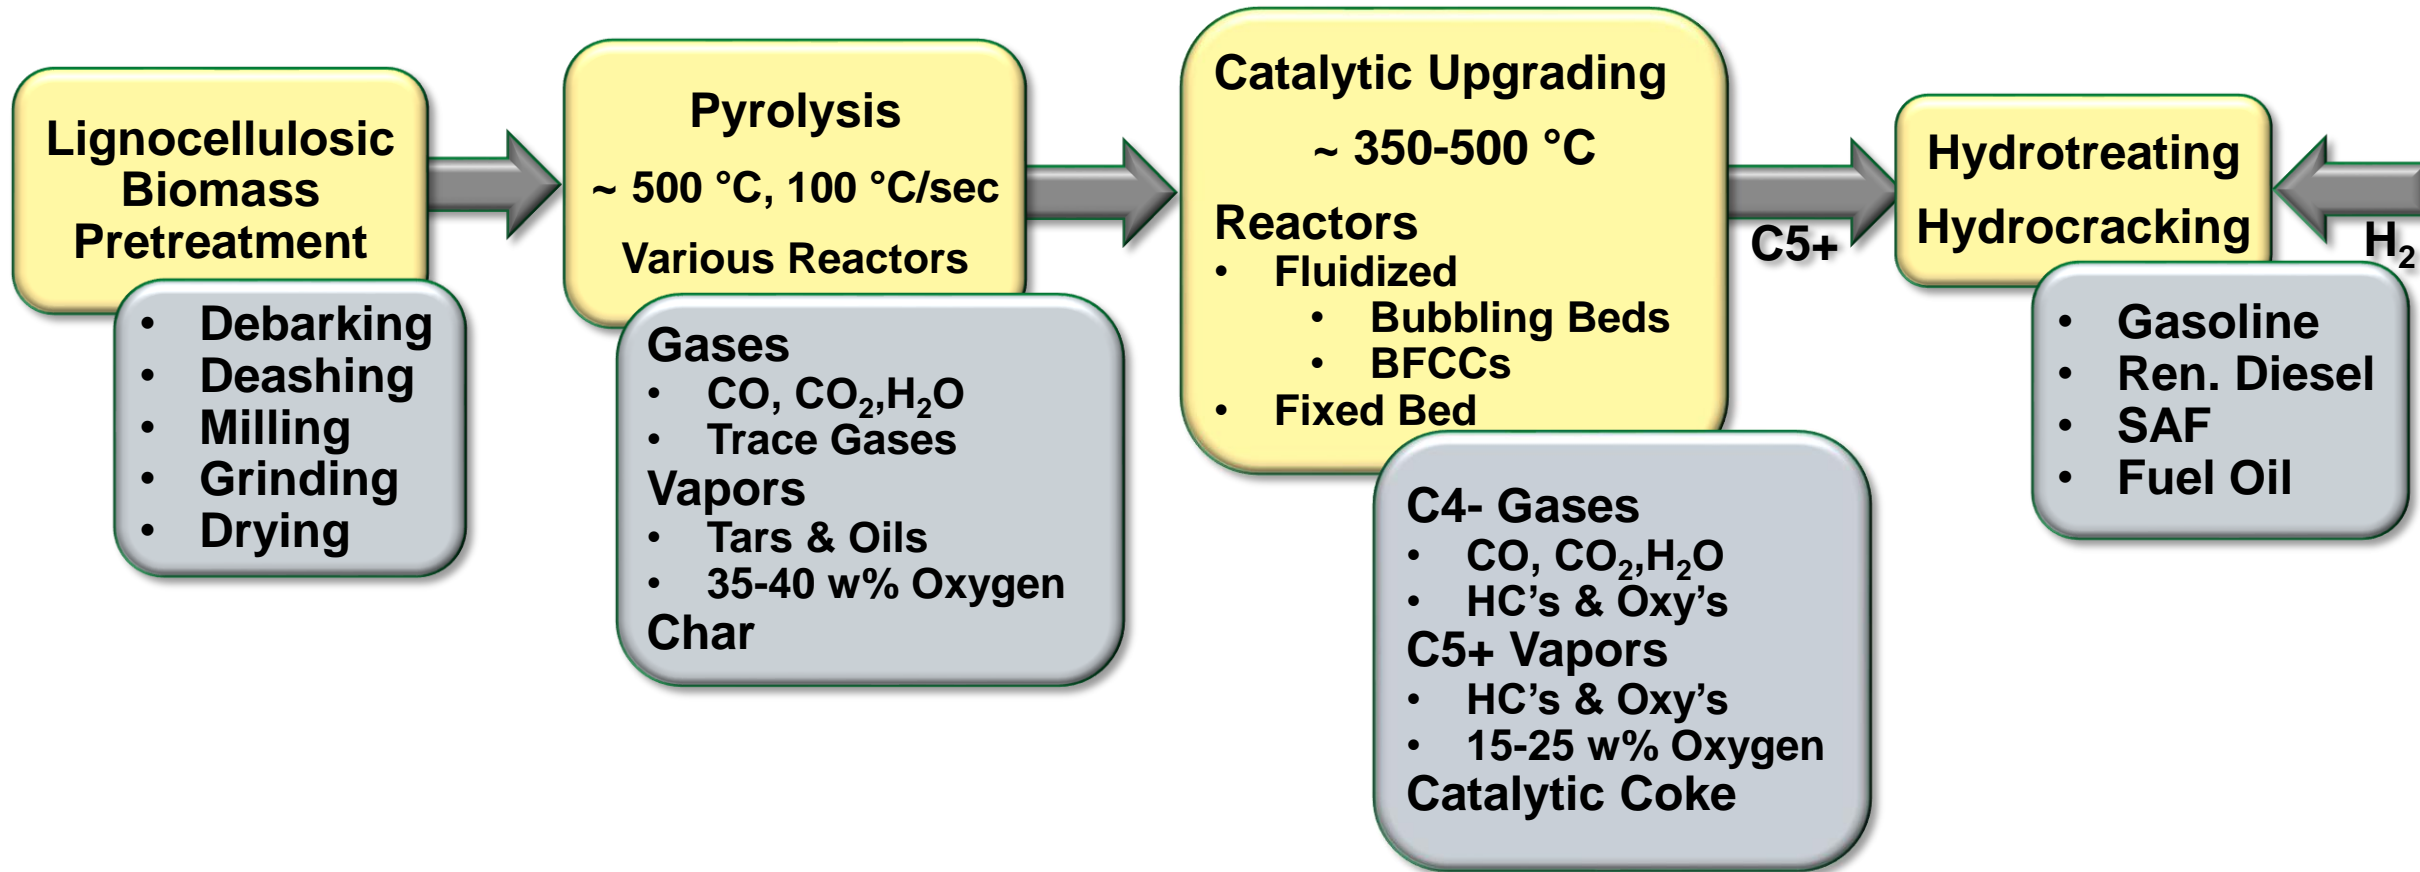 Lignocellulosic
Biomass
Pretreatment
• Debarking
• Deashing
• Milling
• Grinding
• Drying
Pyrolysis
~ 500 °C, 100 °C/sec
Various Reactors
Gases
• CO, CO₂,H₂O
• Trace Gases
Vapors
• Tars & Oils
• 35-40 w% Oxygen
Char
Catalytic Upgrading
~ 350-500 °C
Reactors
• Fluidized
• Bubbling Beds
• BFCCs
• Fixed Bed
C4- Gases
• CO, CO₂,H₂O
• HC’s & Oxy’s
C5+ Vapors
• HC’s & Oxy’s
• 15-25 w% Oxygen
Catalytic Coke
C5+
Hydrotreating
Hydrocracking
H₂
• Gasoline
• Ren. Diesel
• SAF
• Fuel Oil